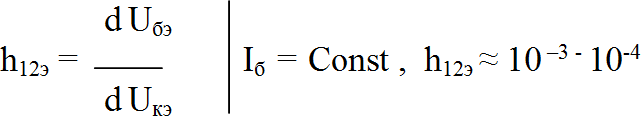 d Uбэ
h12э = ——— | Iб = Const , h12э ≈ 10 –3 - 10-4
d Uкэ